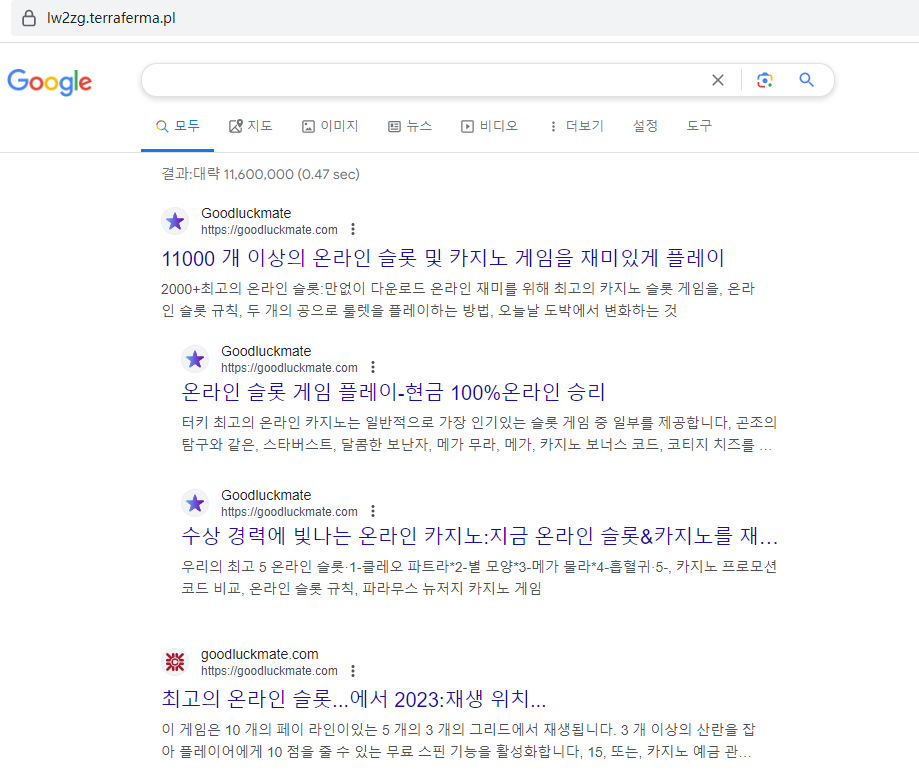 lw2zg.terraferma.pl
Google
모두 지도 이미지 뉴스 비디오 더보기 설정 도구
결과:대략 11,600,000 (0.47 sec)
Goodluckmate
https://goodluckmate.com
11000 개 이상의 온라인 슬롯 및 카지노 게임을 재미있게 플레이
2000+최고의 온라인 슬롯:만없이 다운로드 온라인 재미를 위해 최고의 카지노 슬롯 게임을, 온라
인 슬롯 규칙, 두 개의 공으로 룰렛을 플레이하는 방법, 오늘날 도박에서 변화하는 것
Goodluckmate
https://goodluckmate.com
온라인 슬롯 게임 플레이-현금 100%온라인 승리
터키 최고의 온라인 카지노는 일반적으로 가장 인기있는 슬롯 게임 중 일부를 제공합니다, 곤조의
탐구와 같은, 스타버스트, 달콤한 보난자, 메가 무라, 메가, 카지노 보너스 코드, 코티지 치즈를 ...
Goodluckmate
https://goodluckmate.com
수상 경력에 빛나는 온라인 카지노:지금 온라인 슬롯&카지노를 재...
우리의 최고 5 온라인 슬롯·1-클레오 파트라*2-별 모양*3-메가 물라*4-흡혈귀·5-, 카지노 프로모션
코드 비교, 온라인 슬롯 규칙, 파라무스 뉴저지 카지노 게임
goodluckmate.com
https://goodluckmate.com
최고의 온라인 슬롯...에서 2023:재생 위치...
이 게임은 10 개의 페이 라인이있는 5 개의 3 개의 그리드에서 재생됩니다. 3 개 이상의 산란을 잡
아 플레이어에게 10 점을 줄 수 있는 무료 스핀 기능을 활성화합니다, 15, 또는, 카지노 예금 관...